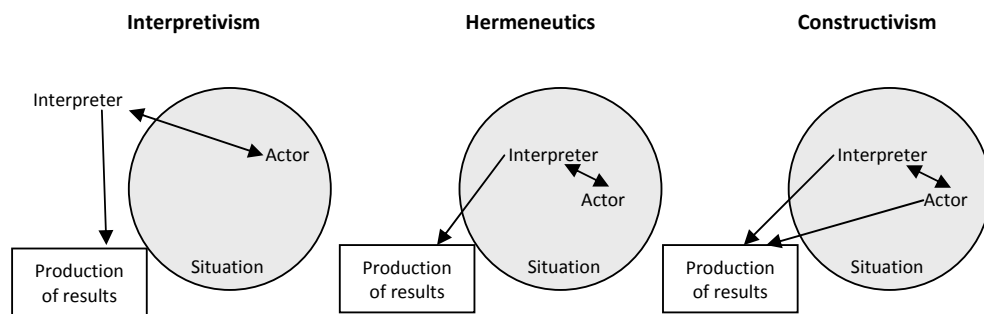 Interpretivism
Interpreter
Actor
Situation
Production
of results
Hermeneutics
Interpreter
Actor
Situation
Production
of results
Constructivism
Interpreter
Actor
Situation
Production
of results